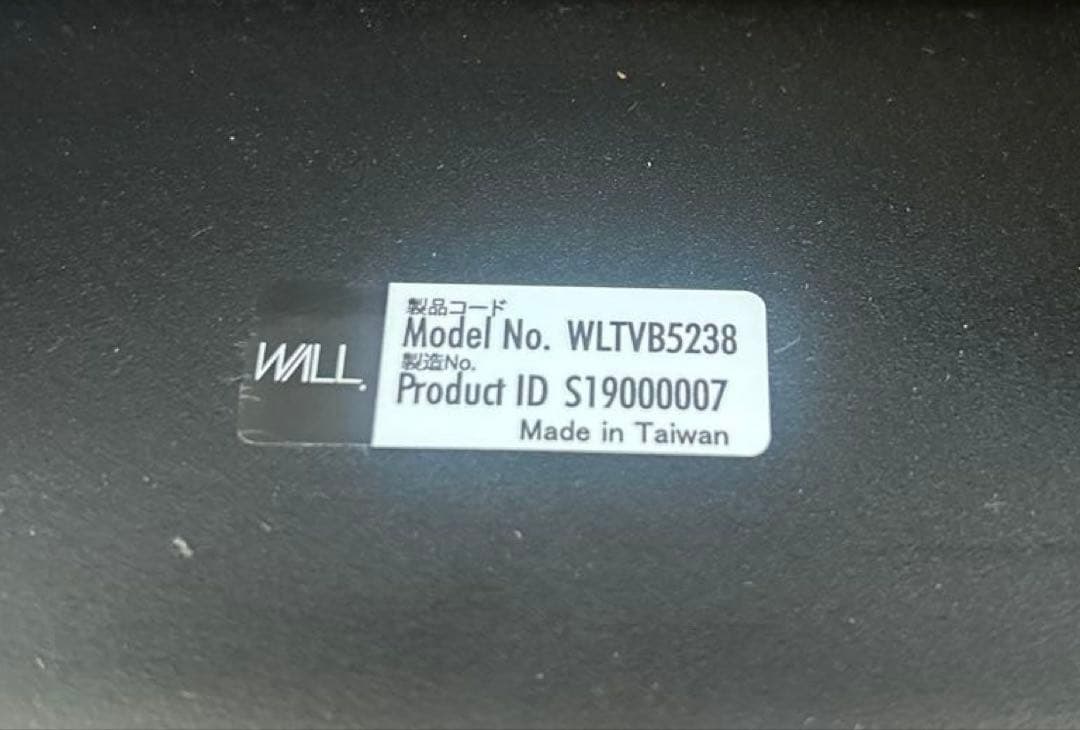 WALL.
製品コード
Model No. WLTVB5238
製造No.
Product ID S19000007
Made in Taiwan